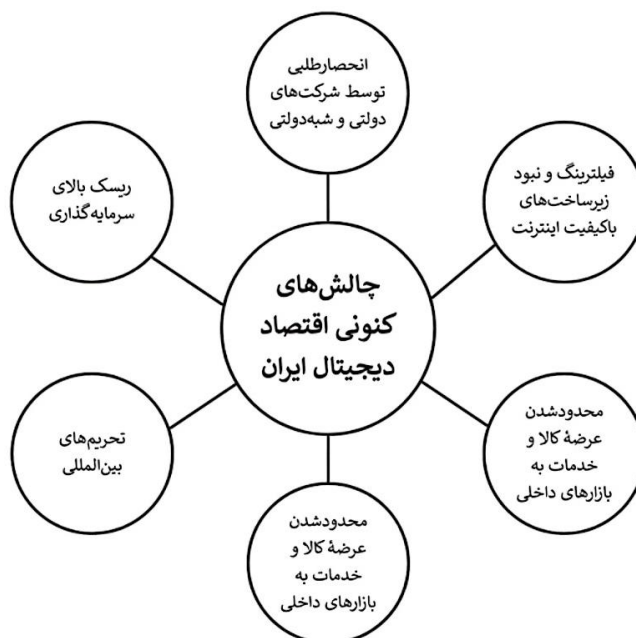 انحصارطلبی
توسط شرکت‌های
دولتی و شبه‌دولتی
فیلترینگ و نبود
زیرساخت‌های
باکیفیت اینترنت
ریسک بالای
سرمایه‌گذاری
چالش‌های
کنونی اقتصاد
دیجیتال ایران
محدودشدن
عرضهٔ کالا و
خدمات به
بازارهای داخلی
تحریم‌های
بین‌المللی
محدودشدن
عرضهٔ کالا و
خدمات به
بازارهای داخلی